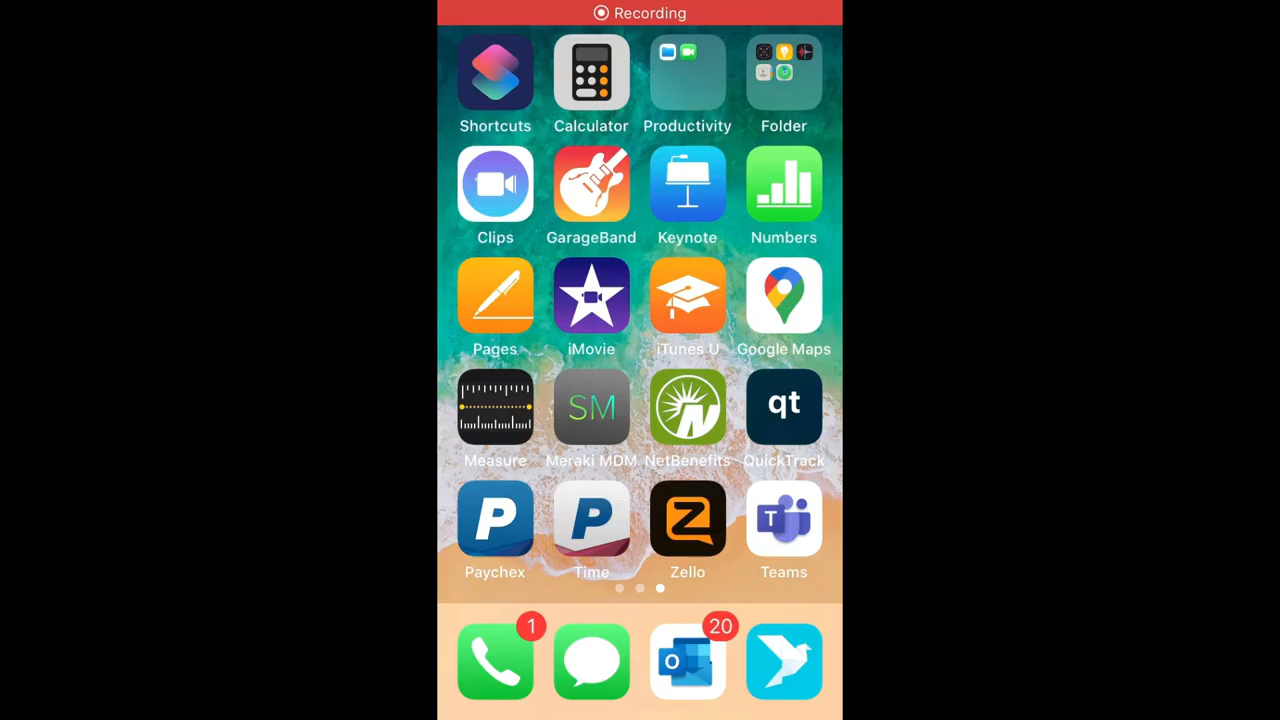 Recording
Shortcuts Calculator Productivity Folder
Clips GarageBand Keynote Numbers
Pages iMovie iTunes U Google Maps
SM qt
Measure Meraki MDM NetBenefits QuickTrack
P P Z T
Paychex Time Zello Teams
1 20
O